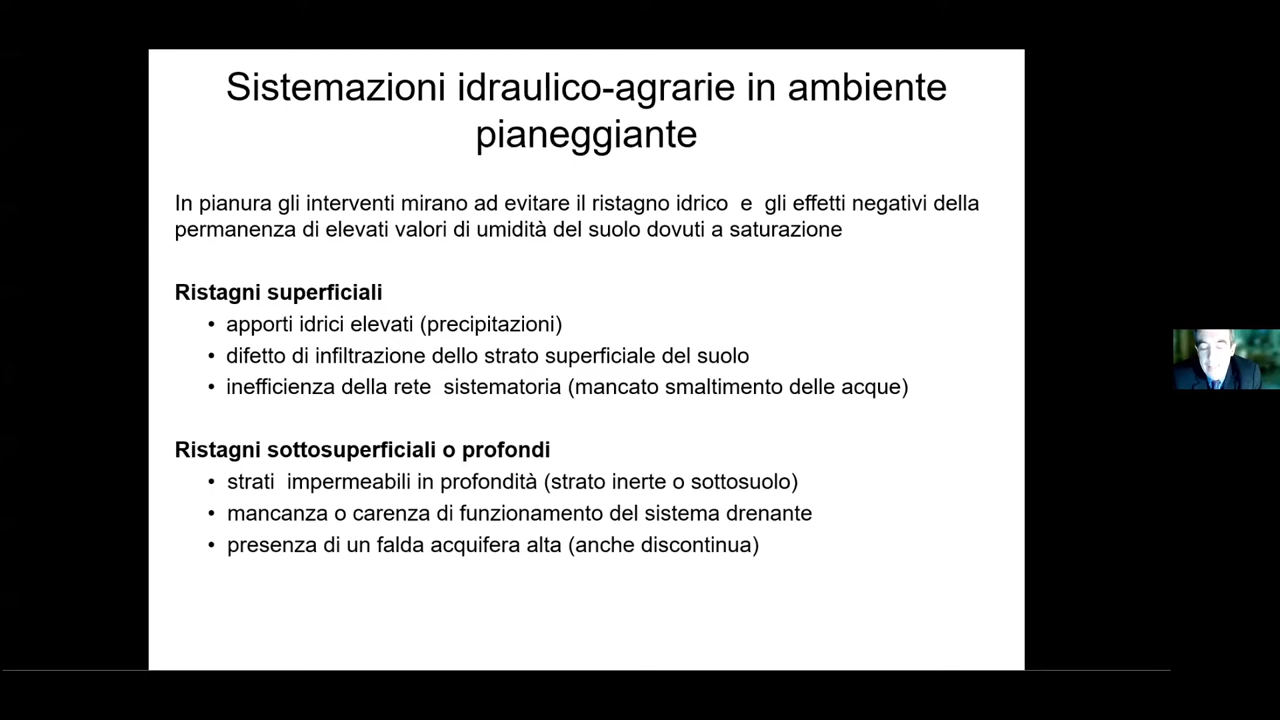 Sistemazioni idraulico-agrarie in ambiente
pianeggiante
In pianura gli interventi mirano ad evitare il ristagno idrico e gli effetti negativi della
permanenza di elevati valori di umidità del suolo dovuti a saturazione
Ristagni superficiali
• apporti idrici elevati (precipitazioni)
• difetto di infiltrazione dello strato superficiale del suolo
• inefficienza della rete sistematoria (mancato smaltimento delle acque)
Ristagni sottosuperficiali o profondi
• strati impermeabili in profondità (strato inerte o sottosuolo)
• mancanza o carenza di funzionamento del sistema drenante
• presenza di un falda acquifera alta (anche discontinua)